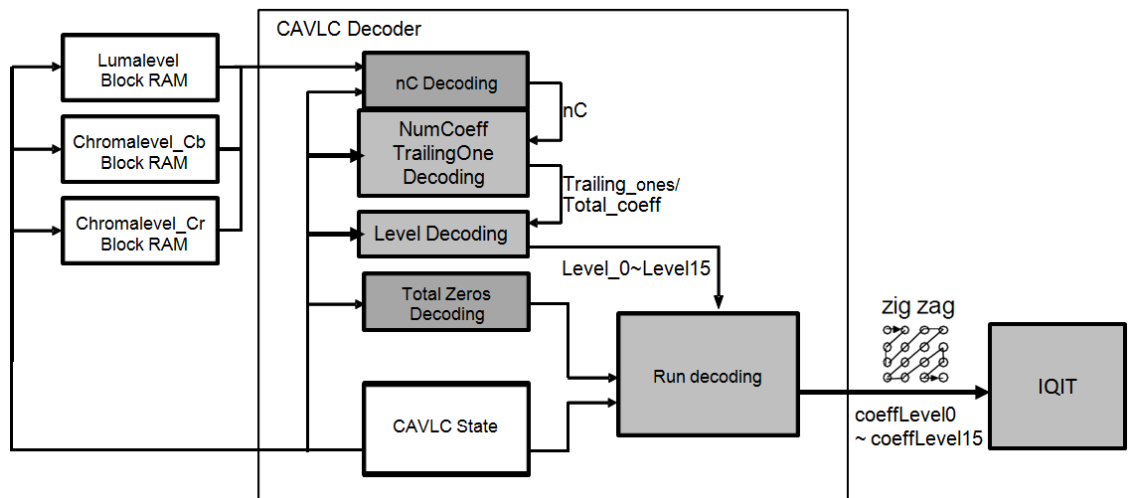 CAVLC Decoder
Lumalevel
Block RAM
Chromalevel_Cb
Block RAM
Chromalevel_Cr
Block RAM
nC Decoding
nC
NumCoeff
TrailingOne
Decoding
Trailing_ones/
Total_coeff
Level Decoding
Level_0~Level15
Total Zeros
Decoding
Run decoding
CAVLC State
zig zag
coeffLevel0
~ coeffLevel15
IQIT